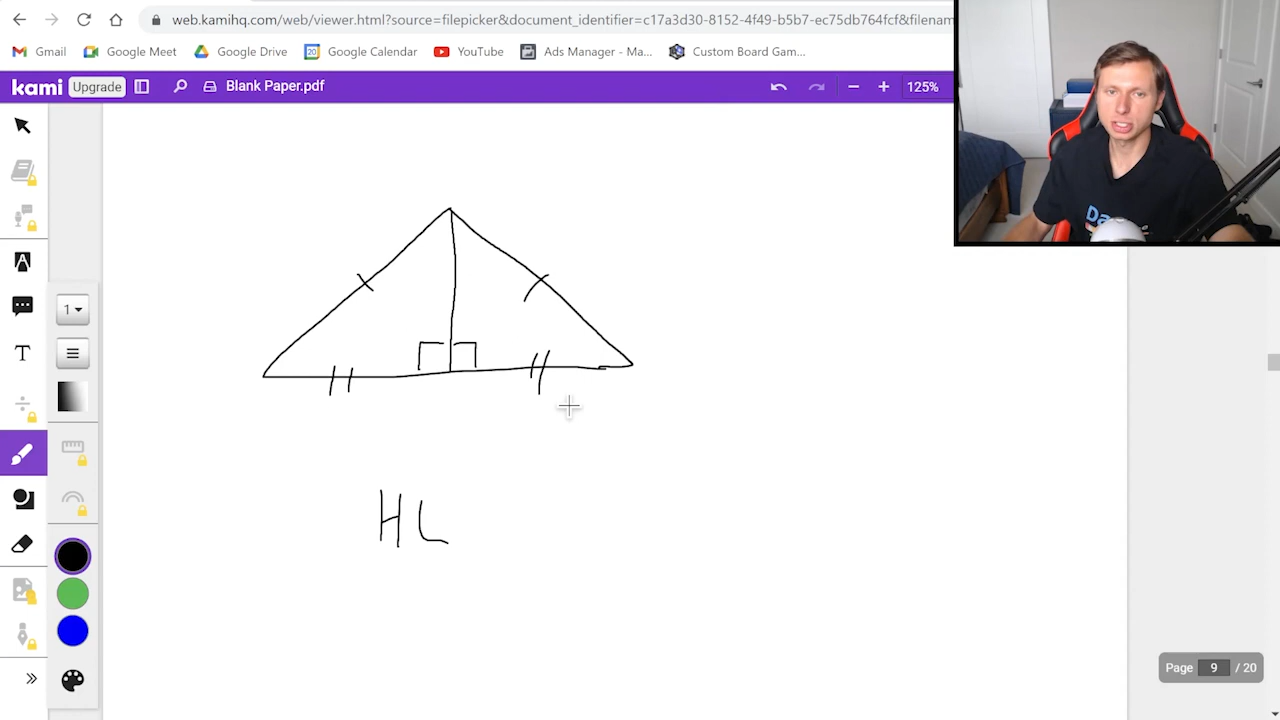 web.kamihq.com/web/viewer.html?source=filepicker&document_identifier=c17a3d30-8152-4f49-b5b7-ec75db764fcf&filenam
Gmail
Google Meet
20
Google Calendar
Google Drive
YouTube
Ads Manager - Ma...
Custom Board Gam...
kami
Upgrade
Blank Paper.pdf
125%
A
T
1
HL
Page 9 / 20